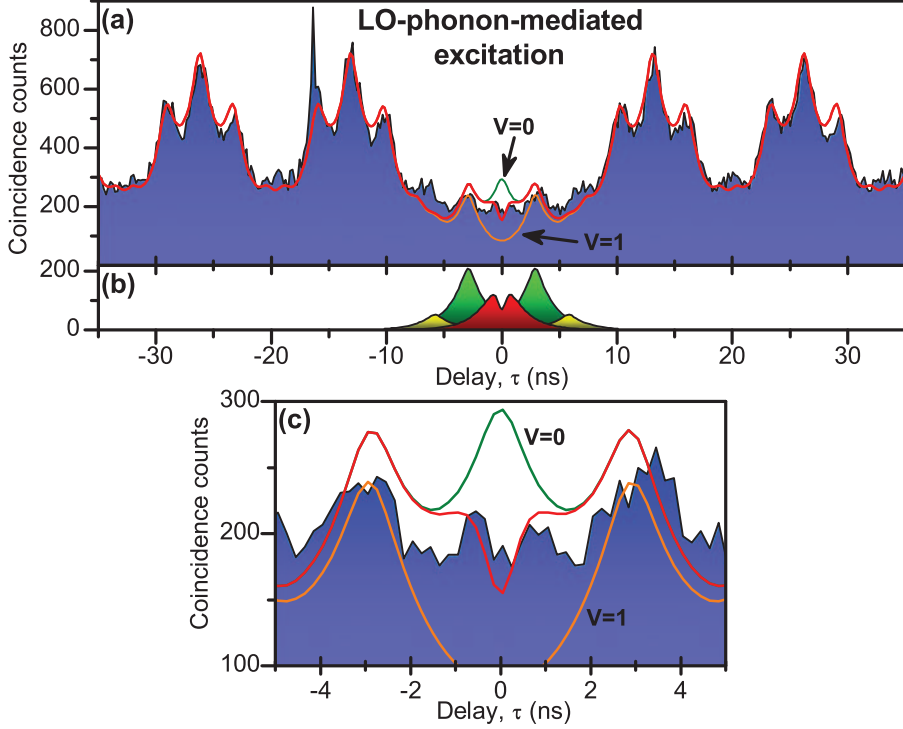 (a)
LO-phonon-mediated
excitation
800
600
400
200
Coincidence counts
V=0
V=1
(b)
200
0
-30
-20
-10
0
10
20
30
Delay, τ (ns)
(c)
300
200
100
Coincidence counts
V=0
V=1
-4
-2
0
2
4
Delay, τ (ns)